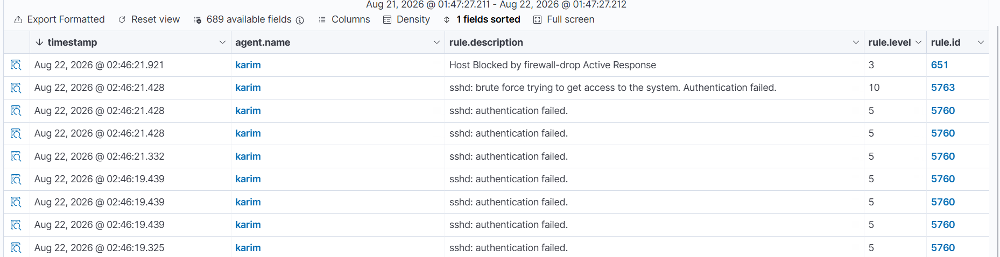 Aug 21, 2026 @ 01:47:27.211 - Aug 22, 2026 @ 01:47:27.212
Export Formatted Reset view 689 available fields Columns Density 1 fields sorted Full screen
timestamp agent.name rule.description rule.level rule.id
Aug 22, 2026 @ 02:46:21.921 karim Host Blocked by firewall-drop Active Response 3 651
Aug 22, 2026 @ 02:46:21.428 karim sshd: brute force trying to get access to the system. Authentication failed. 10 5763
Aug 22, 2026 @ 02:46:21.428 karim sshd: authentication failed. 5 5760
Aug 22, 2026 @ 02:46:21.428 karim sshd: authentication failed. 5 5760
Aug 22, 2026 @ 02:46:21.332 karim sshd: authentication failed. 5 5760
Aug 22, 2026 @ 02:46:19.439 karim sshd: authentication failed. 5 5760
Aug 22, 2026 @ 02:46:19.439 karim sshd: authentication failed. 5 5760
Aug 22, 2026 @ 02:46:19.439 karim sshd: authentication failed. 5 5760
Aug 22, 2026 @ 02:46:19.325 karim sshd: authentication failed. 5 5760